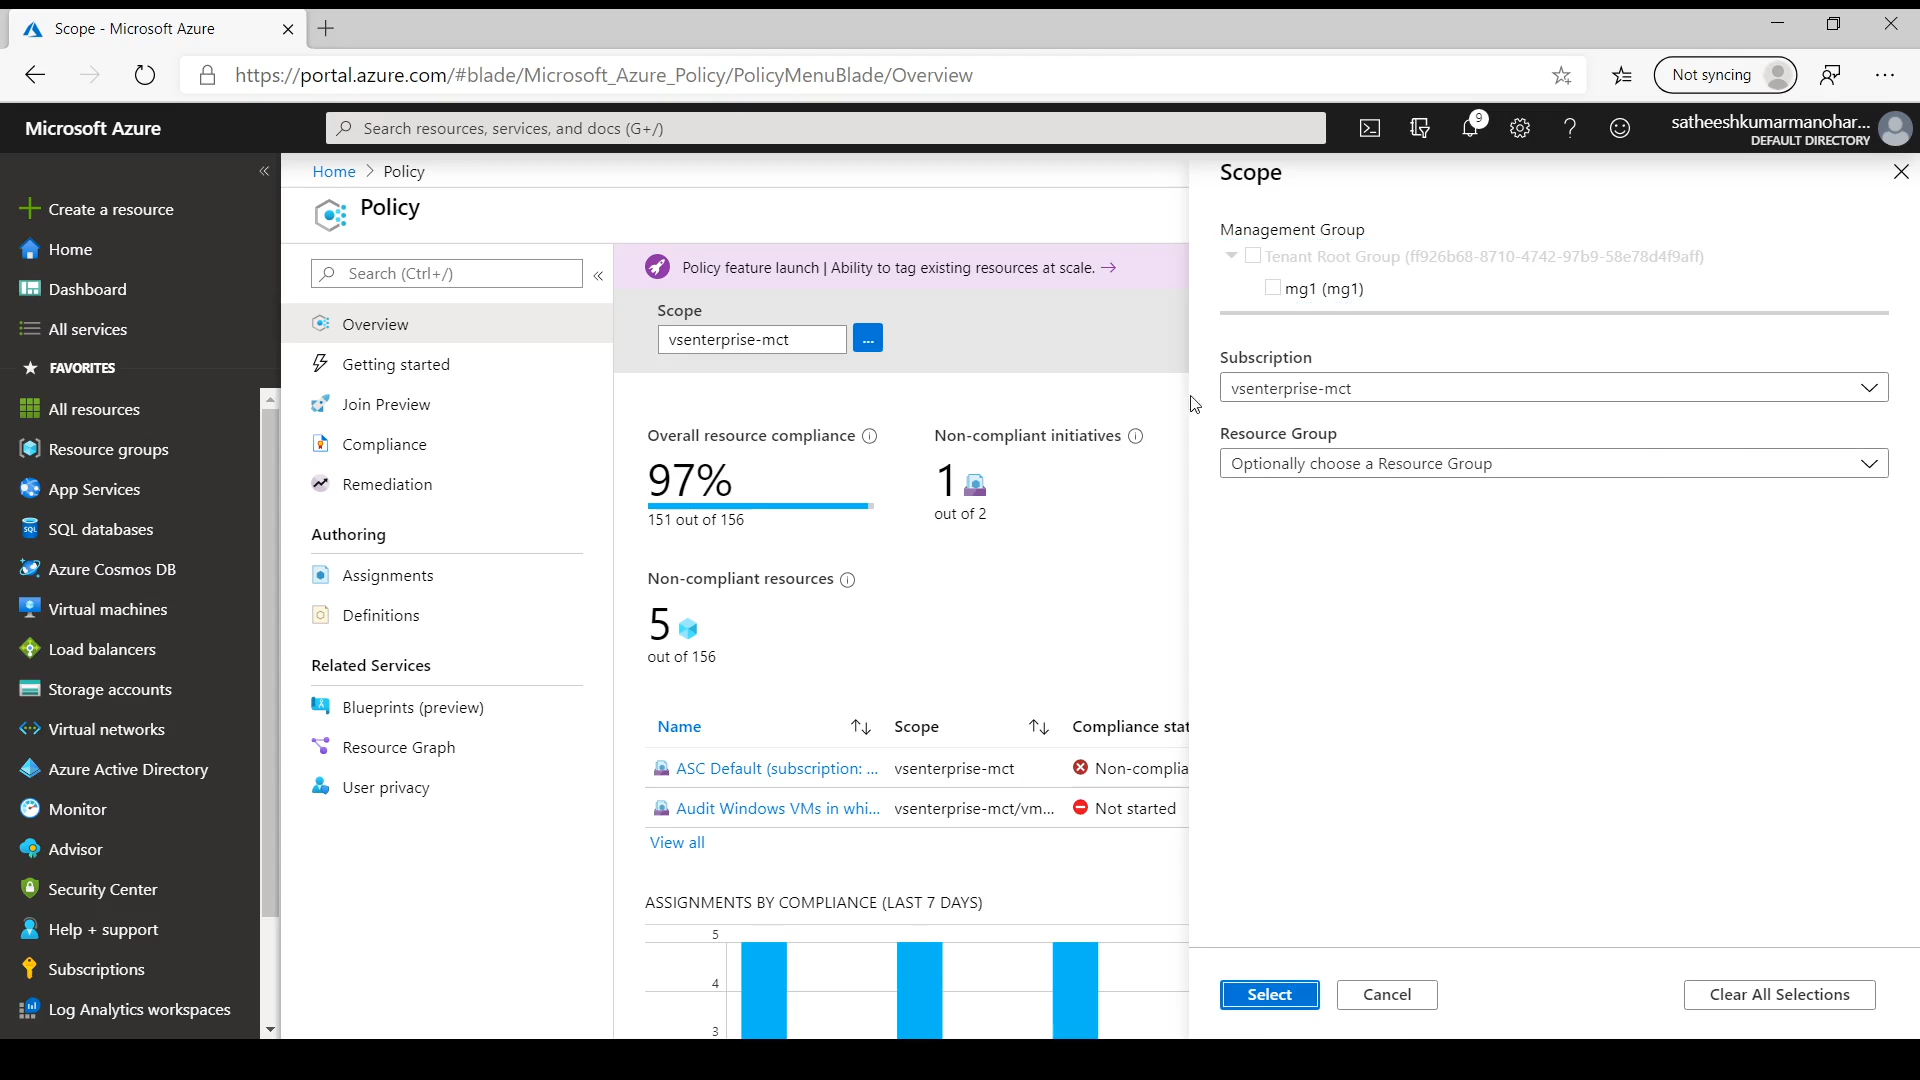 Scope - Microsoft Azure
https://portal.azure.com/#blade/Microsoft_Azure_Policy/PolicyMenuBlade/Overview
Not syncing
Microsoft Azure
Search resources, services, and docs (G+/)
9
satheeshkumarmanohar...
DEFAULT DIRECTORY
Create a resource
Home
Dashboard
All services
FAVORITES
All resources
Resource groups
App Services
SQL databases
Azure Cosmos DB
Virtual machines
Load balancers
Storage accounts
Virtual networks
Azure Active Directory
Monitor
Advisor
Security Center
Help + support
Subscriptions
Log Analytics workspaces
Home > Policy
Policy
Search (Ctrl+/)
Overview
Getting started
Join Preview
Compliance
Remediation
Authoring
Assignments
Definitions
Related Services
Blueprints (preview)
Resource Graph
User privacy
Policy feature launch | Ability to tag existing resources at scale. →
Scope
vsenterprise-mct
...
Overall resource compliance
97%
151 out of 156
Non-compliant initiatives
1
out of 2
Non-compliant resources
5
out of 156
Name Scope Compliance stat
ASC Default (subscription: ... vsenterprise-mct Non-complia
Audit Windows VMs in whi... vsenterprise-mct/vm... Not started
View all
ASSIGNMENTS BY COMPLIANCE (LAST 7 DAYS)
5
4
3
Scope
Management Group
Tenant Root Group (ff926b68-8710-4742-97b9-58e78d4f9aff)
mg1 (mg1)
Subscription
vsenterprise-mct
Resource Group
Optionally choose a Resource Group
Select
Cancel
Clear All Selections